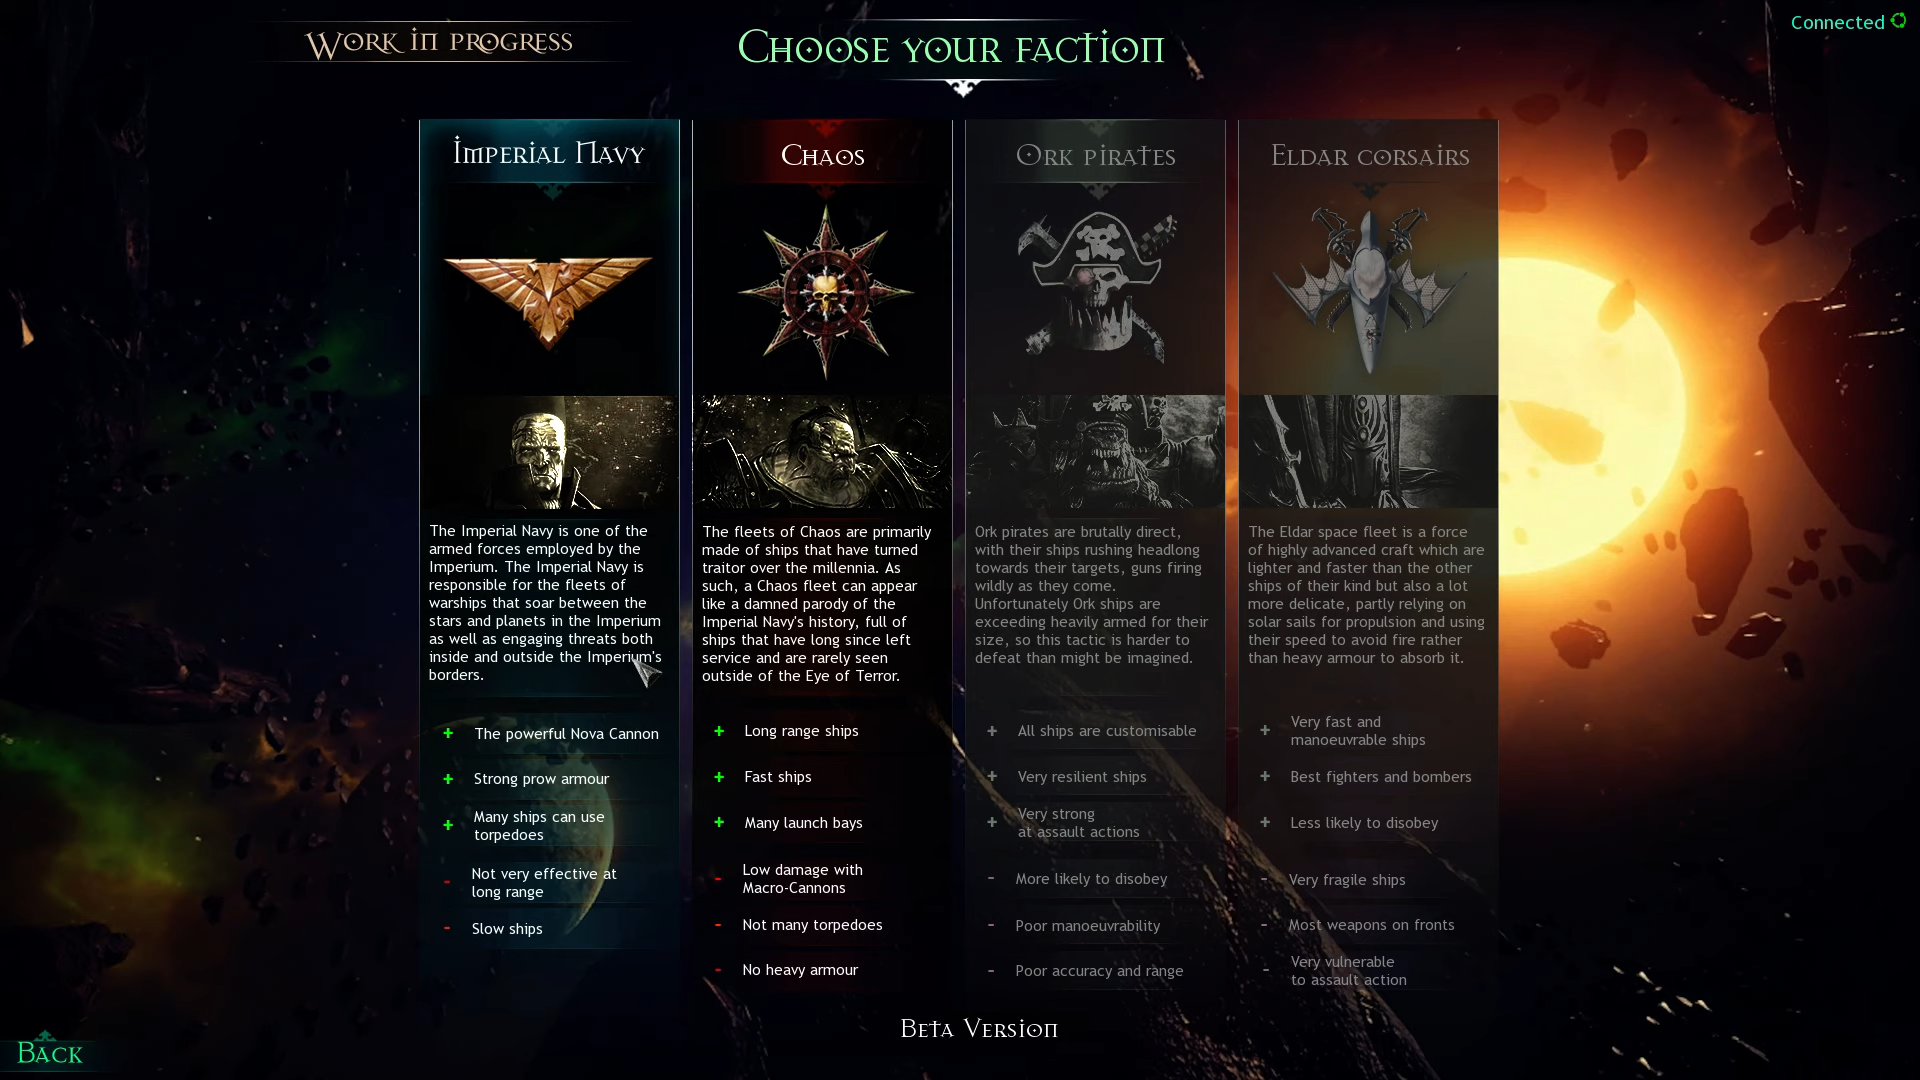 Work in progress
Choose your faction
Connected
Imperial Navy
The Imperial Navy is one of the
armed forces employed by the
Imperium. The Imperial Navy is
responsible for the fleets of
warships that soar between the
stars and planets in the Imperium
as well as engaging threats both
inside and outside the Imperium's
borders.
+ The powerful Nova Cannon
+ Strong prow armour
+ Many ships can use
torpedoes
- Not very effective at
long range
- Slow ships
Chaos
The fleets of Chaos are primarily
made of ships that have turned
traitor over the millennia. As
such, a Chaos fleet can appear
like a damned parody of the
Imperial Navy's history, full of
ships that have long since left
service and are rarely seen
outside of the Eye of Terror.
+ Long range ships
+ Fast ships
+ Many launch bays
- Low damage with
Macro-Cannons
- Not many torpedoes
- No heavy armour
Ork pirates
Ork pirates are brutally direct,
with their ships rushing headlong
towards their targets, guns firing
wildly as they come.
Unfortunately Ork ships are
exceeding heavily armed for their
size, so this tactic is harder to
defeat than might be imagined.
+ All ships are customisable
+ Very resilient ships
+ Very strong
at assault actions
- More likely to disobey
- Poor manoeuvrability
- Poor accuracy and range
Eldar corsairs
The Eldar space fleet is a force
of highly advanced craft which are
lighter and faster than the other
ships of their kind but also a lot
more delicate, partly relying on
solar sails for propulsion and using
their speed to avoid fire rather
than heavy armour to absorb it.
+ Very fast and
manoeuvrable ships
+ Best fighters and bombers
+ Less likely to disobey
- Very fragile ships
- Most weapons on fronts
- Very vulnerable
to assault action
Beta Version
Back